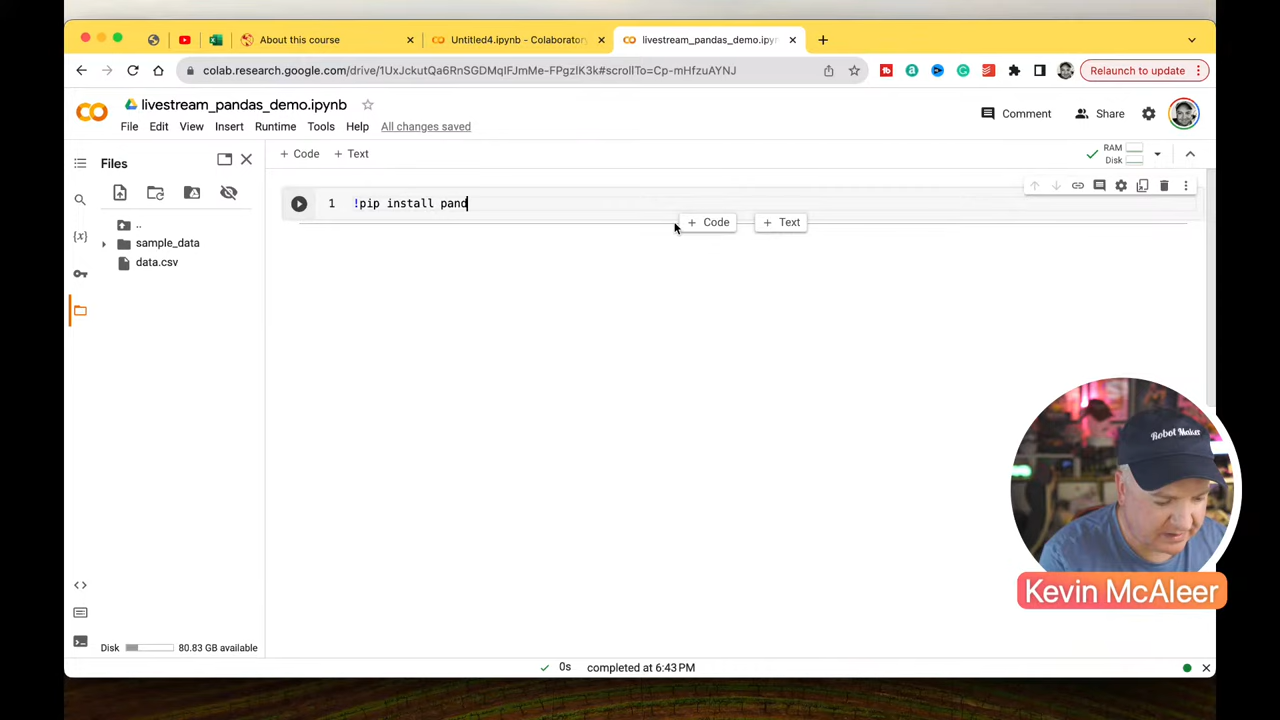 About this course
Untitled4.ipynb - Colaboratory
livestream_pandas_demo.ipyn
colab.research.google.com/drive/1UxJckutQa6RnSGDMqIFJmMe-FPgzlK3k#scrollTo=Cp-mHfzuAYNJ
Relaunch to update
livestream_pandas_demo.ipynb
Comment
Share
File Edit View Insert Runtime Tools Help All changes saved
Files
+ Code + Text
RAM
Disk
..
1 !pip install pand
+ Code + Text
sample_data
data.csv
Robot Maker
Kevin McAleer
Disk 80.83 GB available
0s completed at 6:43 PM